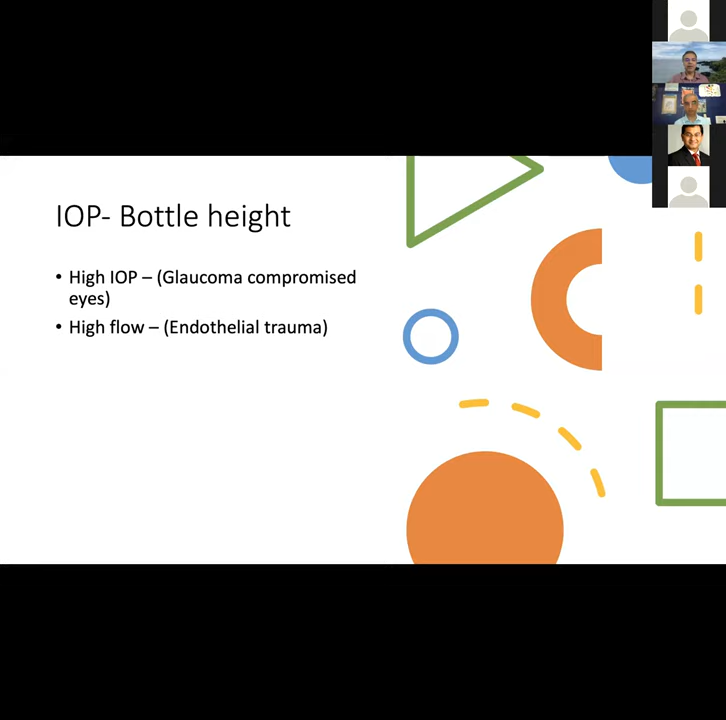 IOP- Bottle height
• High IOP – (Glaucoma compromised
eyes)
• High flow – (Endothelial trauma)